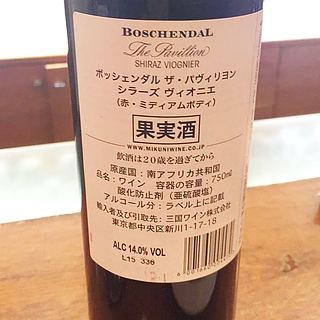 BOSCHENDAL
The Pavillion
SHIRAZ VIOGNIER
ボッシェンダル ザ・パヴィリヨン
シラーズ ヴィオニエ
(赤・ミディアムボディ)
果実酒
WWW.MIKUNIWINE.CO.JP
飲酒は20歳を過ぎてから
原産国：南アフリカ共和国
品名：ワイン 容器の容量：750ml
酸化防止剤（亜硫酸塩）
アルコール分：ラベル上に記載
輸入者及び引取先：三国ワイン株式会社
東京都中央区新川1-17-18
ALC 14.0% VOL
L15 336